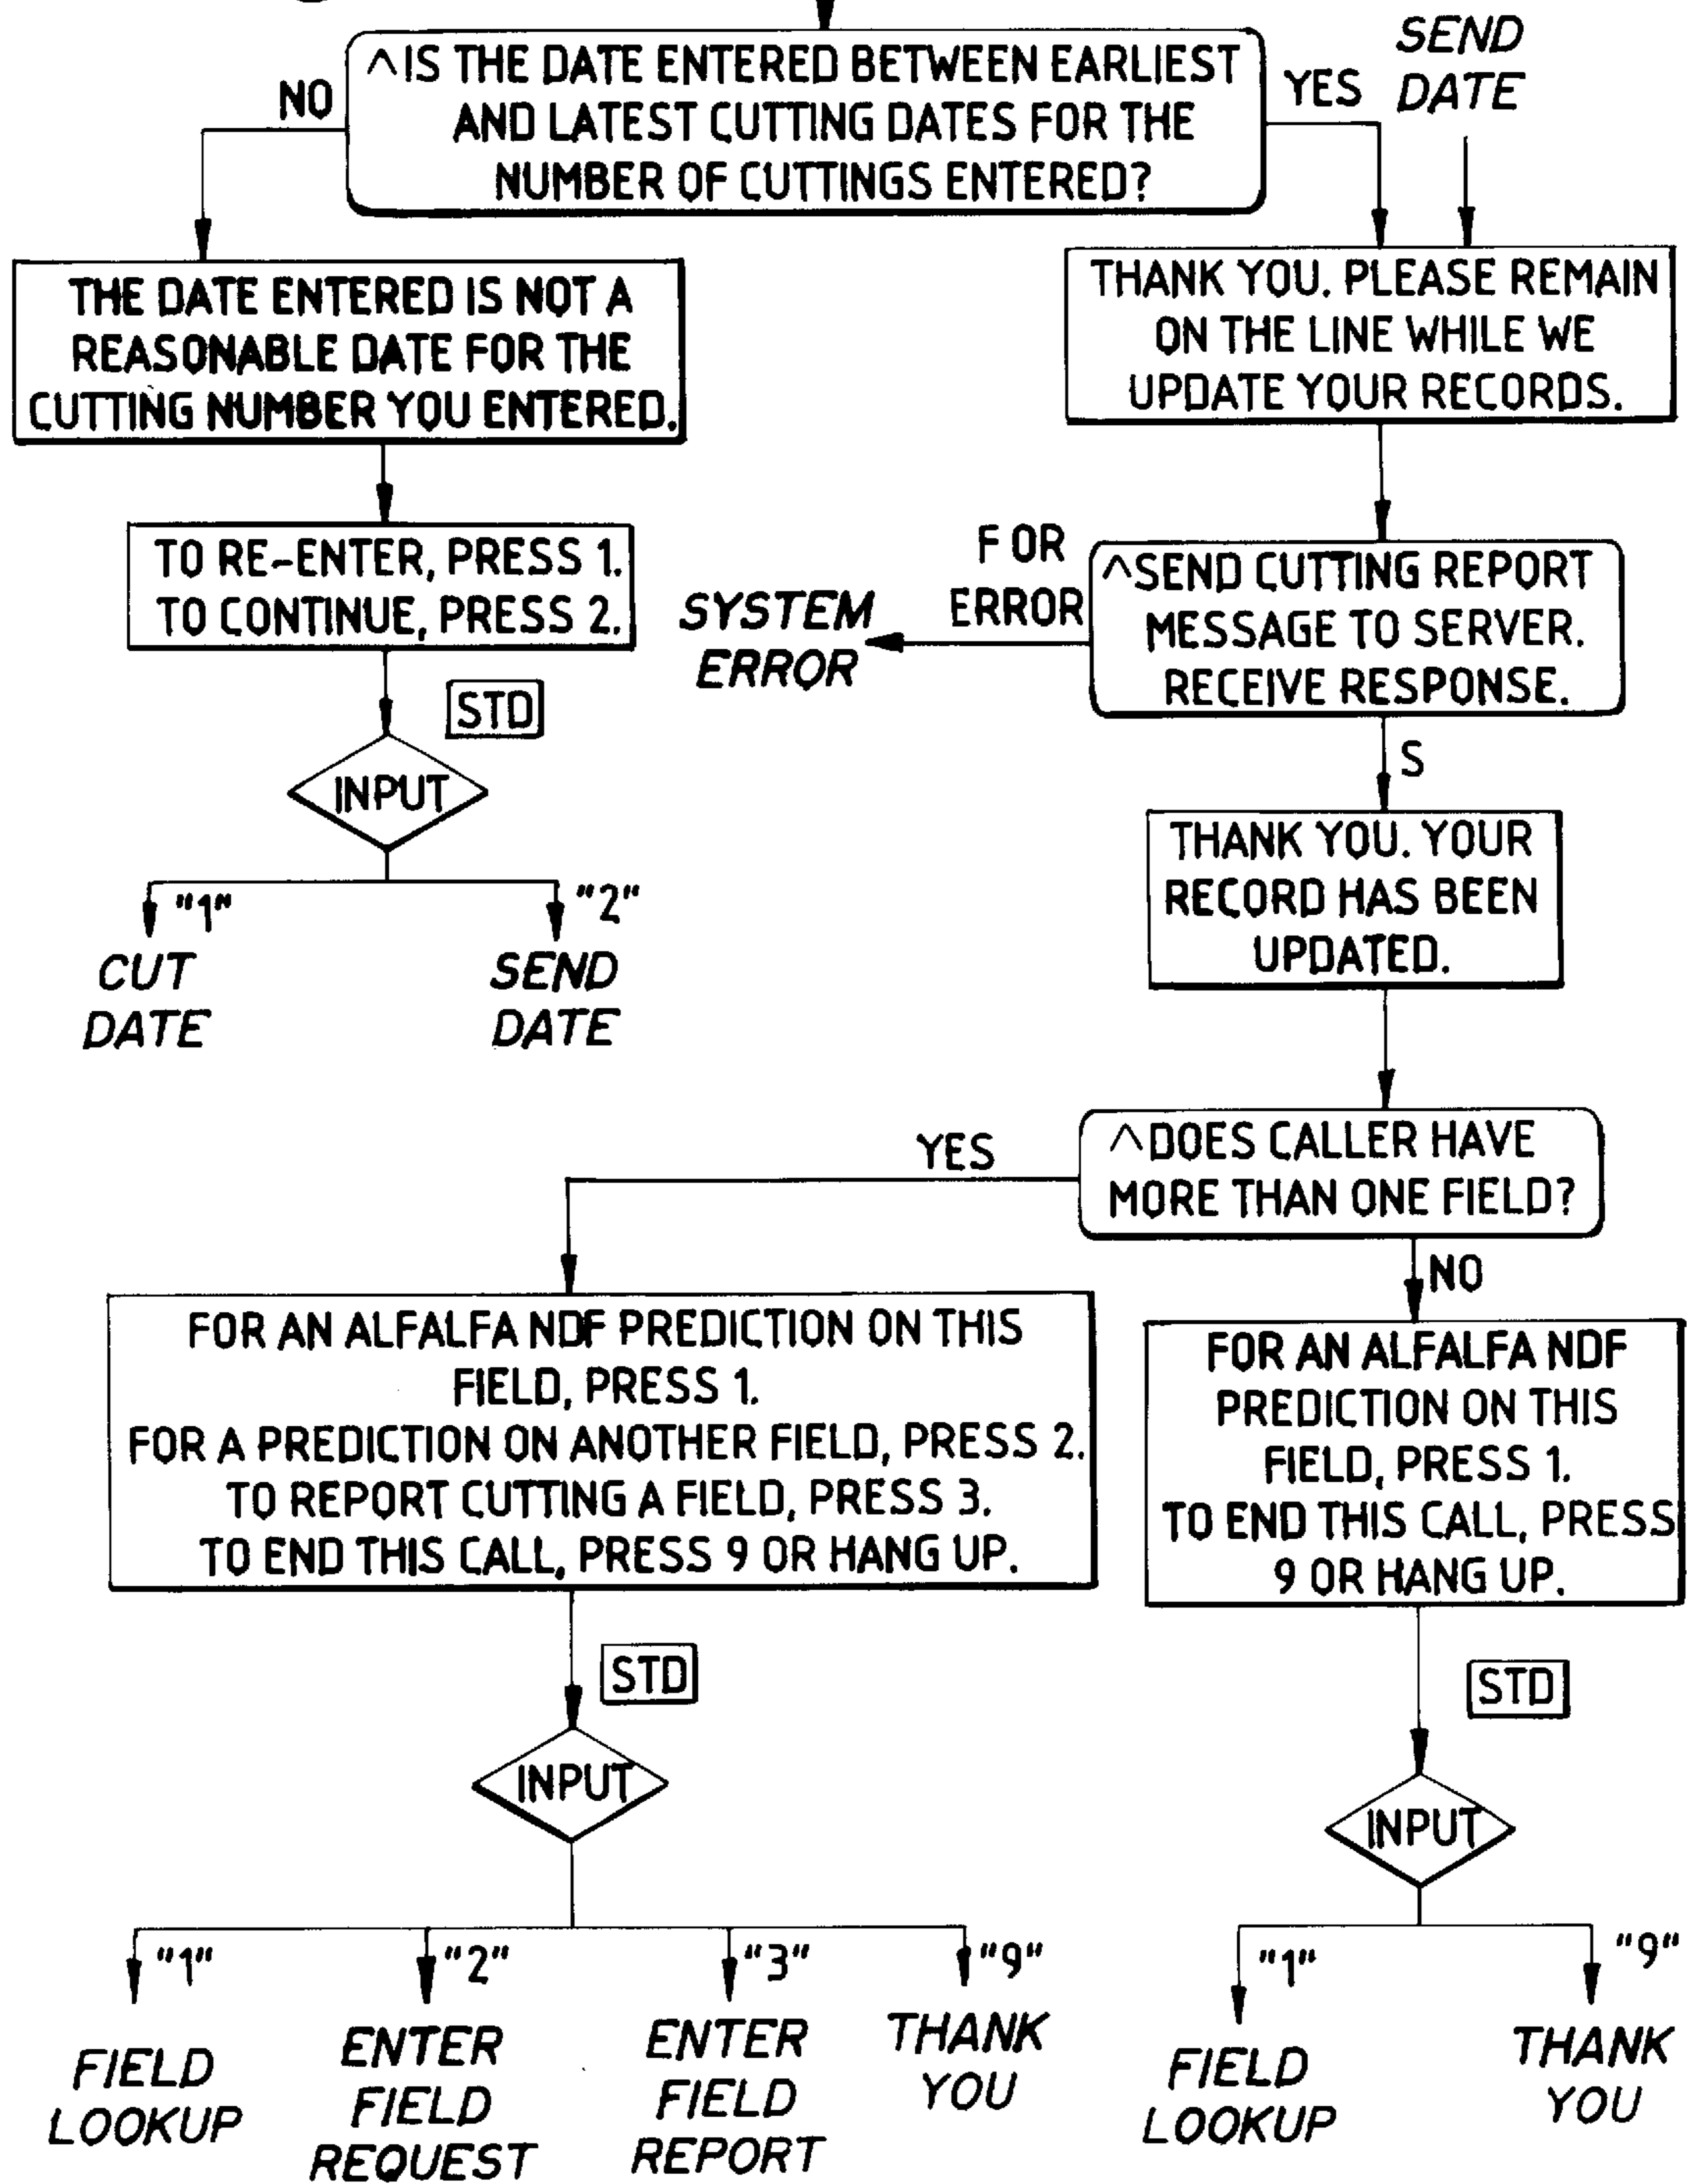 ^IS THE DATE ENTERED BETWEEN EARLIEST
AND LATEST CUTTING DATES FOR THE
NUMBER OF CUTTINGS ENTERED?
NO
YES
SEND
DATE
THE DATE ENTERED IS NOT A
REASONABLE DATE FOR THE
CUTTING NUMBER YOU ENTERED.
THANK YOU. PLEASE REMAIN
ON THE LINE WHILE WE
UPDATE YOUR RECORDS.
TO RE-ENTER, PRESS 1.
TO CONTINUE, PRESS 2.
STD
INPUT
"1"
"2"
CUT
DATE
SEND
DATE
FOR
ERROR
SYSTEM
ERROR
^SEND CUTTING REPORT
MESSAGE TO SERVER.
RECEIVE RESPONSE.
S
THANK YOU. YOUR
RECORD HAS BEEN
UPDATED.
^DOES CALLER HAVE
MORE THAN ONE FIELD?
YES
NO
FOR AN ALFALFA NDF PREDICTION ON THIS
FIELD, PRESS 1.
FOR A PREDICTION ON ANOTHER FIELD, PRESS 2.
TO REPORT CUTTING A FIELD, PRESS 3.
TO END THIS CALL, PRESS 9 OR HANG UP.
STD
INPUT
"1"
"2"
"3"
"9"
FIELD
LOOKUP
ENTER
FIELD
REQUEST
ENTER
FIELD
REPORT
THANK
YOU
FOR AN ALFALFA NDF
PREDICTION ON THIS
FIELD, PRESS 1.
TO END THIS CALL, PRESS
9 OR HANG UP.
STD
INPUT
"1"
"9"
FIELD
LOOKUP
THANK
YOU